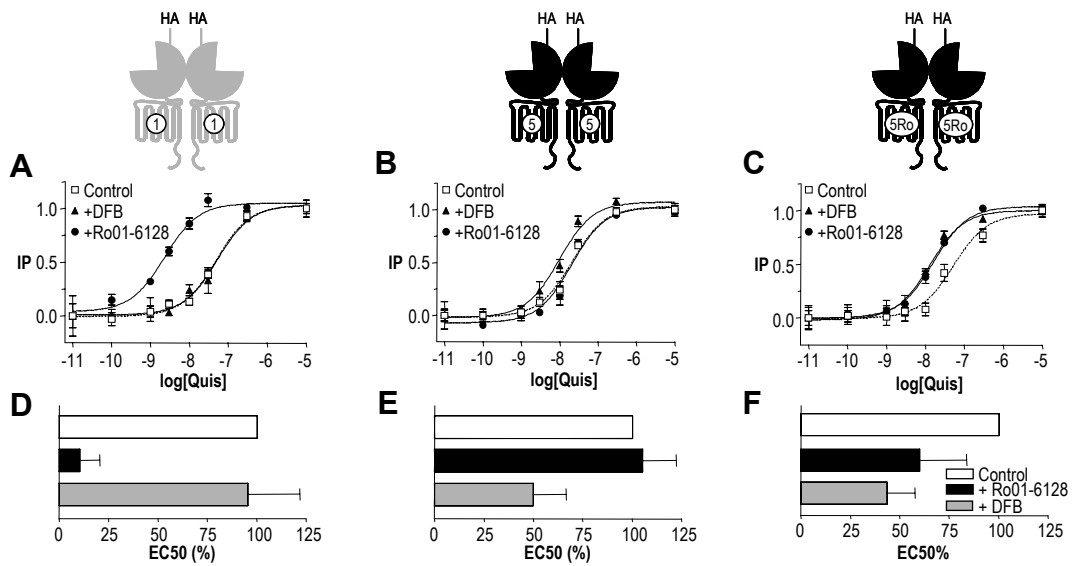 HA HA
HA HA
HA HA
1 1
5 5
5Ro 5Ro
A
Control
+DFB
+Ro01-6128
1.0
IP
0.5
0.0
-11 -10 -9 -8 -7 -6 -5
log[Quis]
B
Control
+DFB
+Ro01-6128
1.0
IP
0.5
0.0
-11 -10 -9 -8 -7 -6 -5
log[Quis]
C
Control
+DFB
+Ro01-6128
1.0
IP
0.5
0.0
-11 -10 -9 -8 -7 -6 -5
log[Quis]
D
0 25 50 75 100 125
EC50 (%)
E
0 25 50 75 100 125
EC50 (%)
F
Control
+ Ro01-6128
+ DFB
0 25 50 75 100 125
EC50%